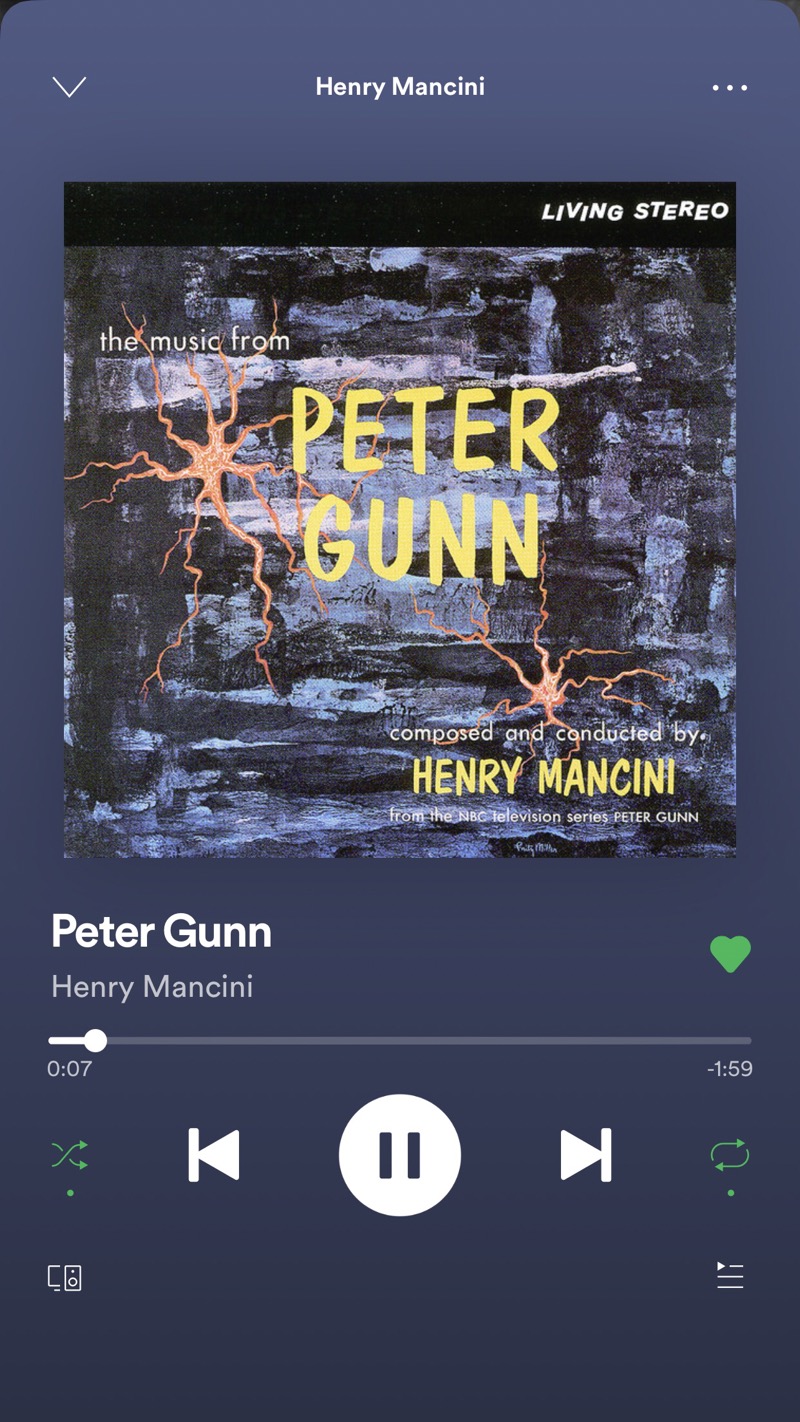 Henry Mancini
LIVING STEREO
the music from
PETER
GUNN
composed and conducted by
HENRY MANCINI
from the NBC television series PETER GUNN
Peter Gunn
Henry Mancini
0:07
-1:59